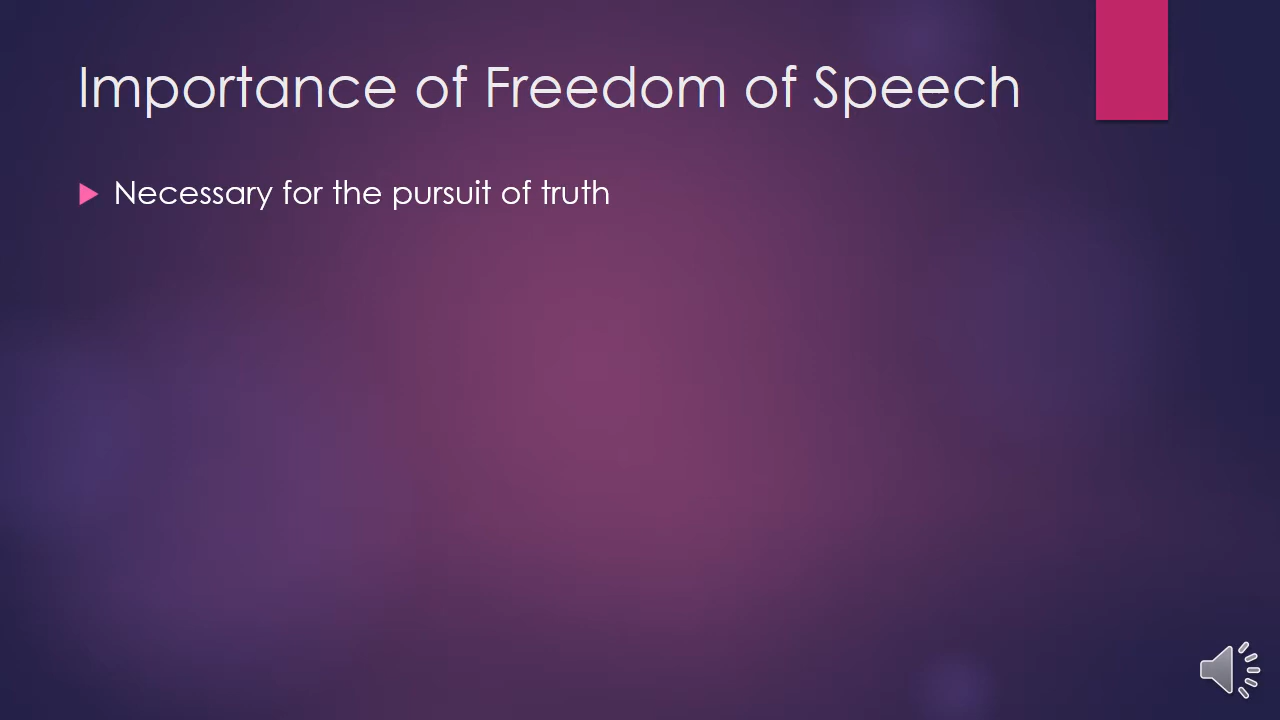 Importance of Freedom of Speech
Necessary for the pursuit of truth